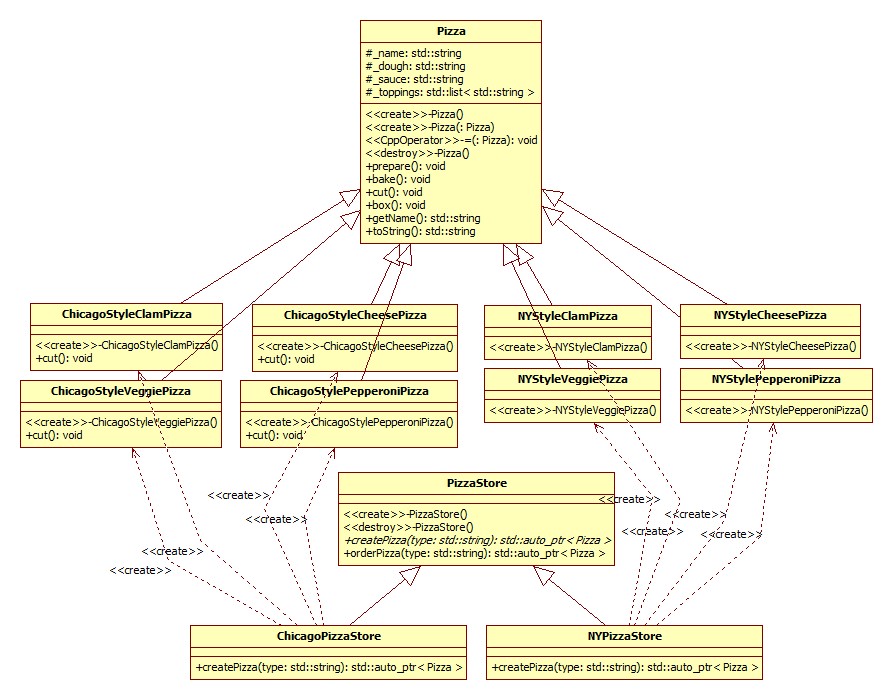 Pizza
#_name: std::string
#_dough: std::string
#_sauce: std::string
#_toppings: std::list< std::string >
<<create>>-Pizza()
<<create>>-Pizza(: Pizza)
<<CppOperator>>-=(: Pizza): void
<<destroy>>-Pizza()
+prepare(): void
+bake(): void
+cut(): void
+box(): void
+getName(): std::string
+toString(): std::string
ChicagoStyleClamPizza
<<create>>-ChicagoStyleClamPizza()
+cut(): void
ChicagoStyleCheesePizza
<<create>>-ChicagoStyleCheesePizza()
+cut(): void
NYStyleClamPizza
<<create>>-NYStyleClamPizza()
NYStyleCheesePizza
<<create>>-NYStyleCheesePizza()
ChicagoStyleVeggiePizza
<<create>>-ChicagoStyleVeggiePizza()
+cut(): void
ChicagoStylePepperoniPizza
<<create>>-ChicagoStylePepperoniPizza()
+cut(): void
NYStyleVeggiePizza
<<create>>-NYStyleVeggiePizza()
NYStylePepperoniPizza
<<create>>-NYStylePepperoniPizza()
PizzaStore
<<create>>-PizzaStore()
<<destroy>>-PizzaStore()
+createPizza(type: std::string): std::auto_ptr< Pizza >
+orderPizza(type: std::string): std::auto_ptr< Pizza >
<<create>>
<<create>>
<<create>>
<<create>>
<<create>>
<<create>>
<<create>>
<<create>>
ChicagoPizzaStore
+createPizza(type: std::string): std::auto_ptr< Pizza >
NYPizzaStore
+createPizza(type: std::string): std::auto_ptr< Pizza >